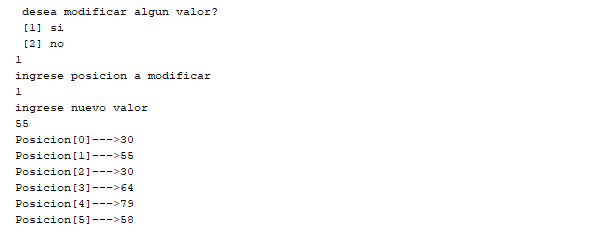 desea modificar algun valor?
[1] si
[2] no
1
ingrese posicion a modificar
1
ingrese nuevo valor
55
Posicion[0]--->30
Posicion[1]--->55
Posicion[2]--->30
Posicion[3]--->64
Posicion[4]--->79
Posicion[5]--->58